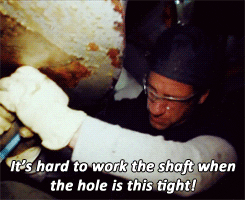 It's hard to work the shaft when
the hole is this tight!